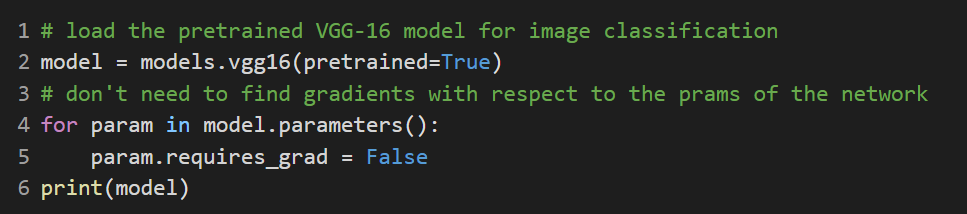 1 # load the pretrained VGG-16 model for image classification
2 model = models.vgg16(pretrained=True)
3 # don't need to find gradients with respect to the prams of the network
4 for param in model.parameters():
5     param.requires_grad = False
6 print(model)